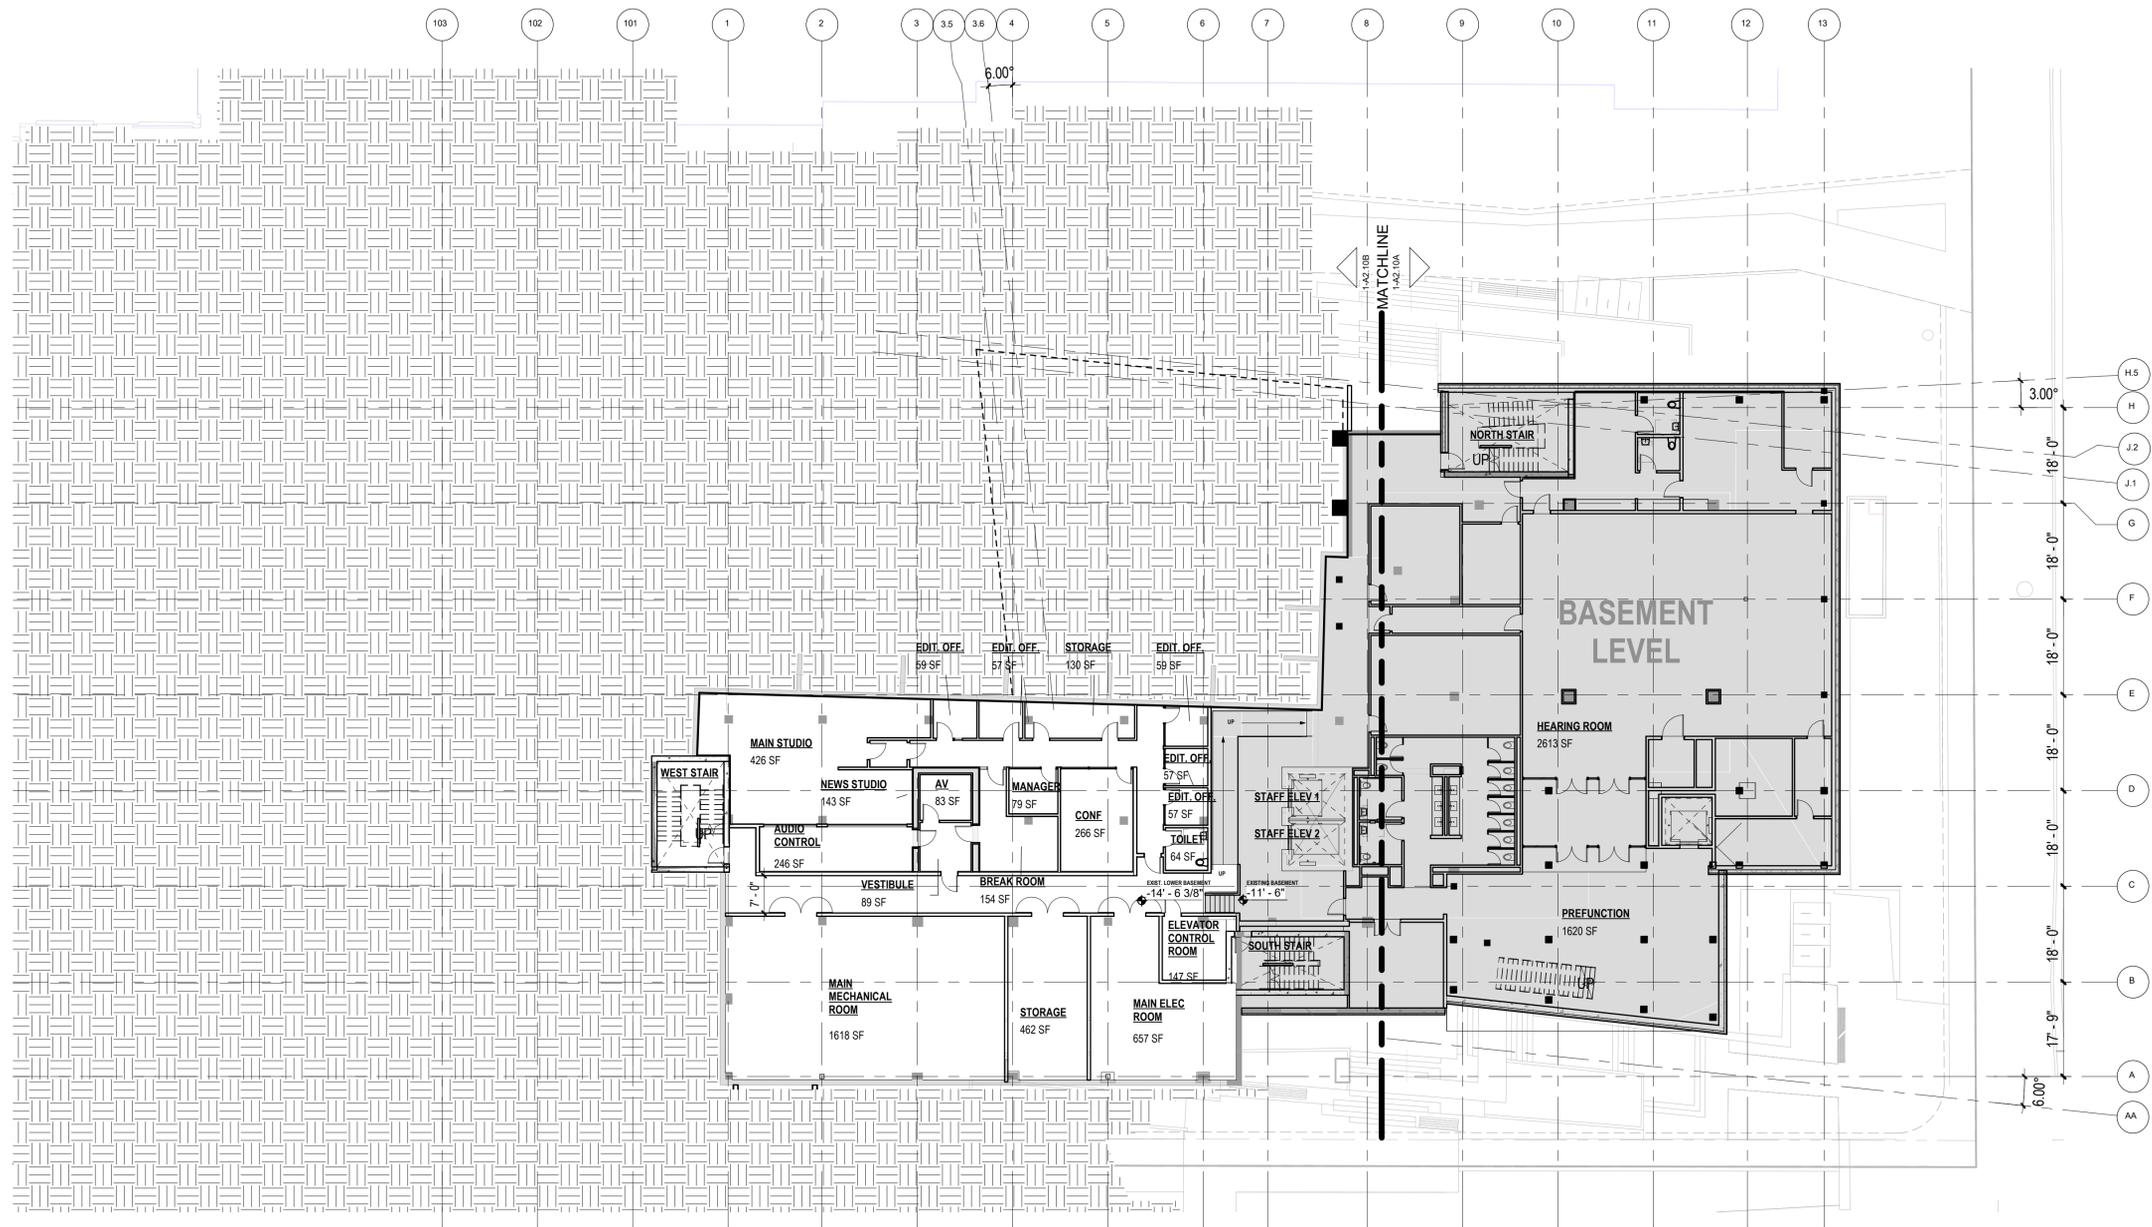 103
102
101
1
2
3
3.5
3.6
4
5
6
7
8
9
10
11
12
13
6.00°
1-A2.10B
MATCHLINE
1-A2.10A
H.5
3.00°
H
J.2
J.1
G
F
E
D
C
B
A
AA
18' - 0"
18' - 0"
18' - 0"
18' - 0"
18' - 0"
18' - 0"
17' - 9"
6.00°
NORTH STAIR
UP
BASEMENT
LEVEL
HEARING ROOM
2613 SF
PREFUNCTION
1620 SF
UP
EDIT. OFF.
59 SF
EDIT. OFF.
57 SF
STORAGE
130 SF
EDIT. OFF.
59 SF
MAIN STUDIO
426 SF
WEST STAIR
UP
NEWS STUDIO
143 SF
AV
83 SF
MANAGER
79 SF
CONF
266 SF
EDIT. OFF.
57 SF
EDIT. OFF.
57 SF
TOILET
64 SF
UP
STAFF ELEV 1
STAFF ELEV 2
AUDIO
CONTROL
246 SF
7' - 0"
VESTIBULE
89 SF
BREAK ROOM
154 SF
EXIST. LOWER BASEMENT
-14' - 6 3/8"
UP
EXISTING BASEMENT
-11' - 6"
ELEVATOR
CONTROL
ROOM
147 SF
SOUTH STAIR
MAIN
MECHANICAL
ROOM
1618 SF
STORAGE
462 SF
MAIN ELEC
ROOM
657 SF